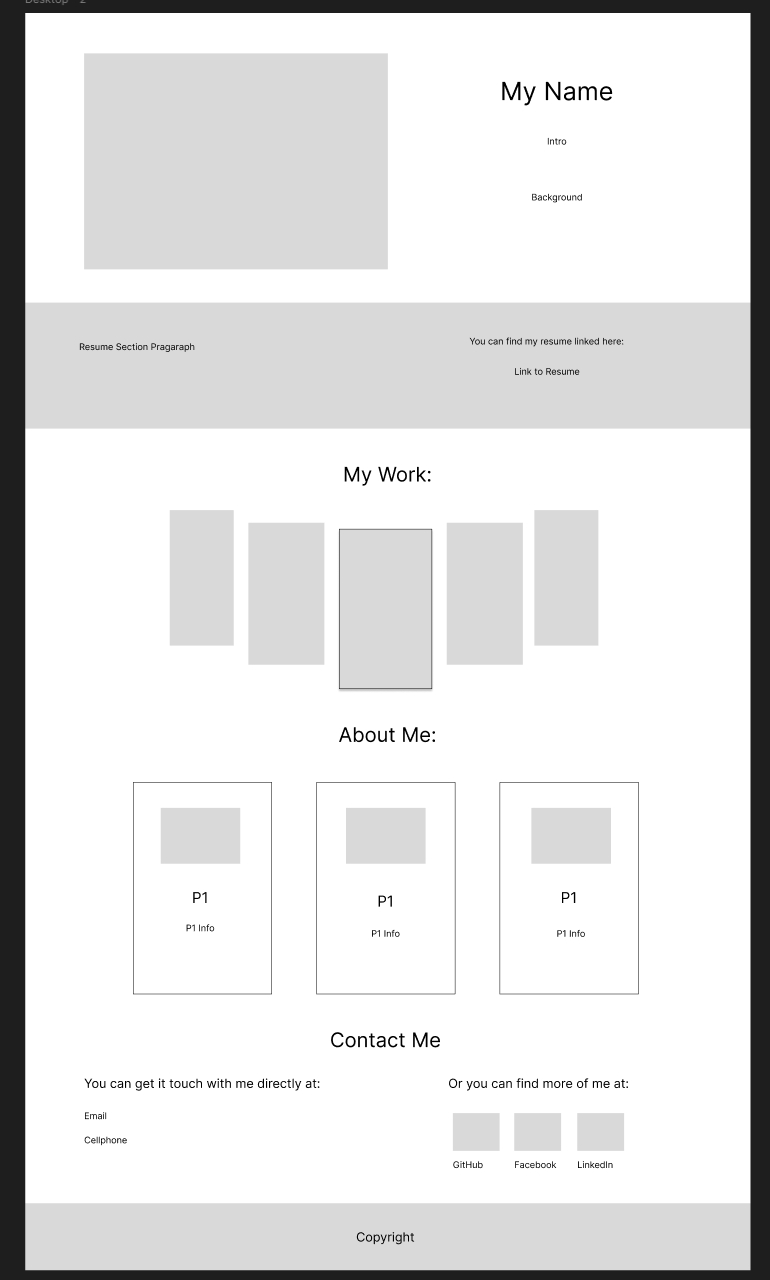 Desktop - 2
My Name
Intro
Background
Resume Section Pragaraph
You can find my resume linked here:
Link to Resume
My Work:
About Me:
P1
P1 Info
P1
P1 Info
P1
P1 Info
Contact Me
You can get it touch with me directly at:
Email
Cellphone
Or you can find more of me at:
GitHub
Facebook
LinkedIn
Copyright